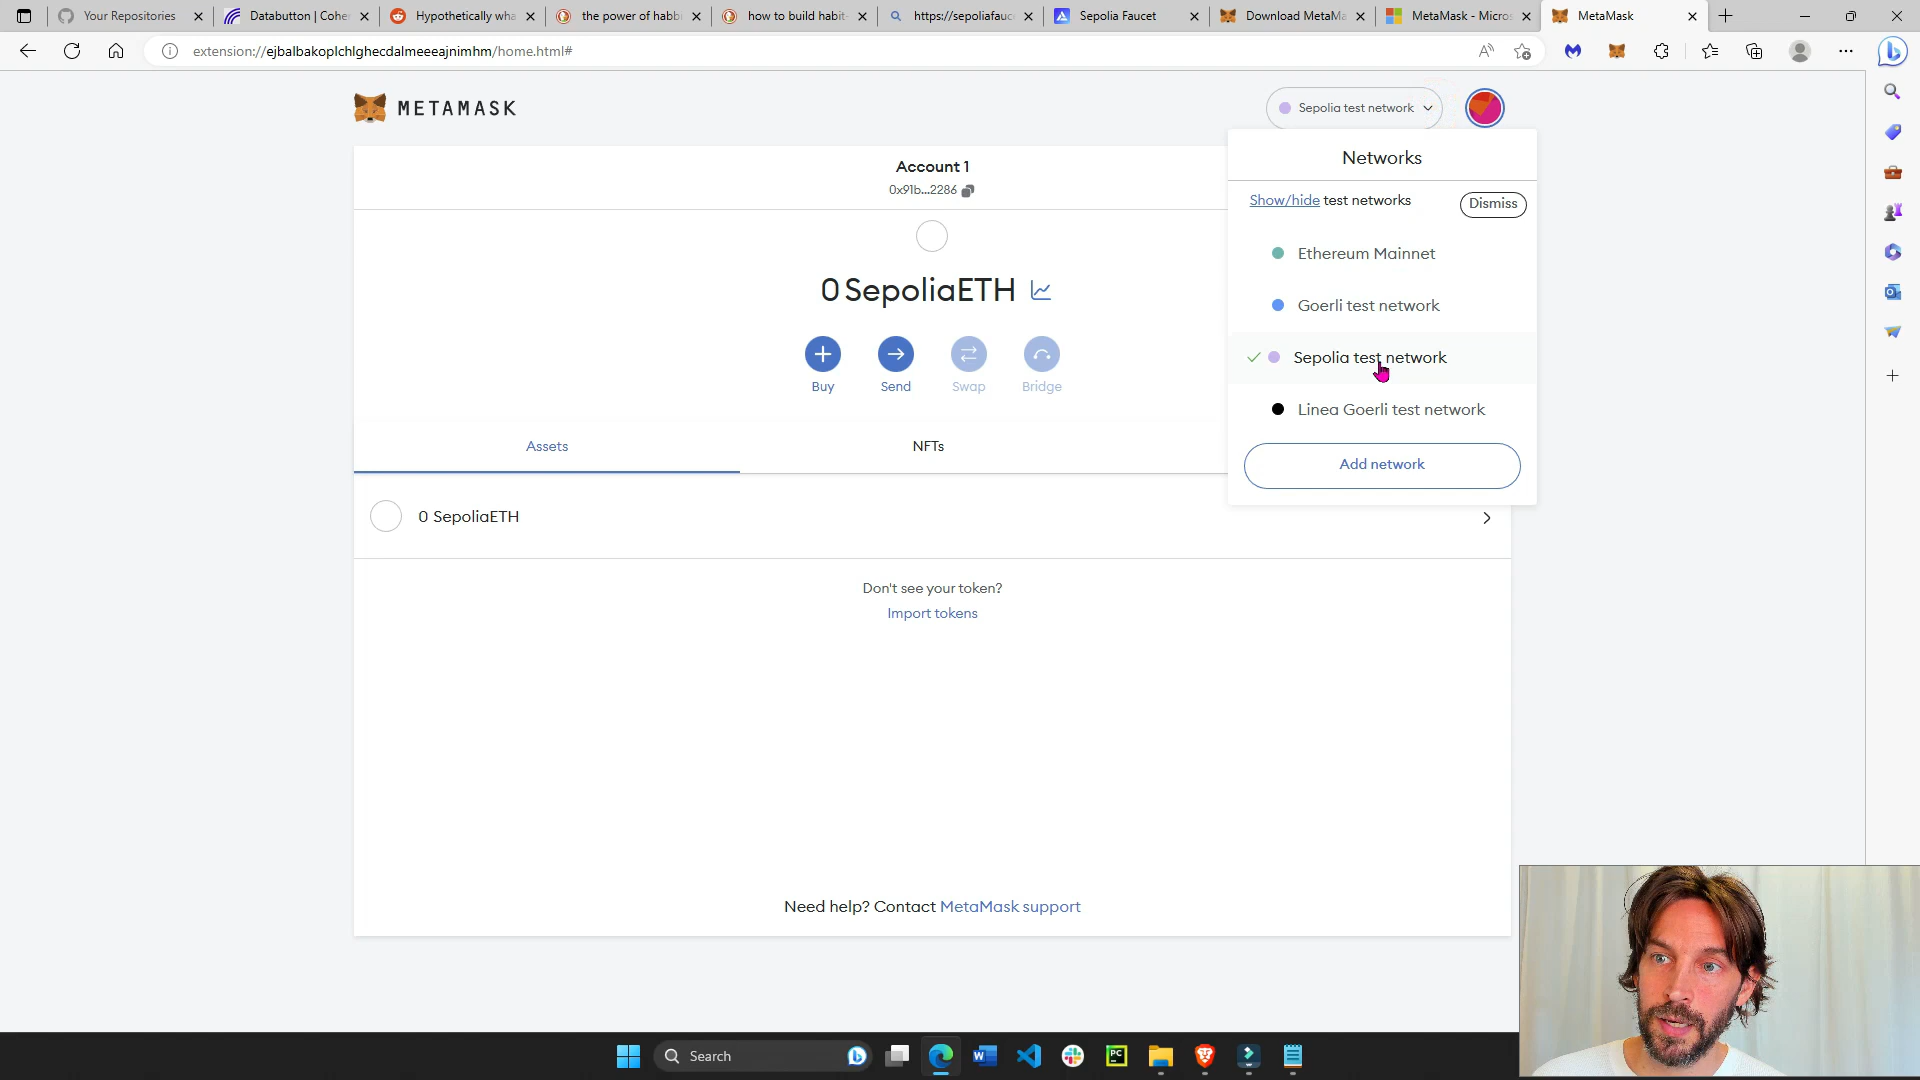 Your Repositories
Databutton | Cohe
Hypothetically wha
the power of habbi
how to build habit-
https://sepoliafauc
Sepolia Faucet
Download MetaMa
MetaMask - Micros
MetaMask
extension://ejbalbakoplchlghecdalmeeeajnimhm/home.html#
METAMASK
Sepolia test network
Account 1
0x91b...2286
Networks
Show/hide test networks
Dismiss
Ethereum Mainnet
Goerli test network
Sepolia test network
Linea Goerli test network
Add network
0 SepoliaETH
Buy
Send
Swap
Bridge
Assets
NFTs
0 SepoliaETH
Don't see your token?
Import tokens
Need help? Contact MetaMask support
Search